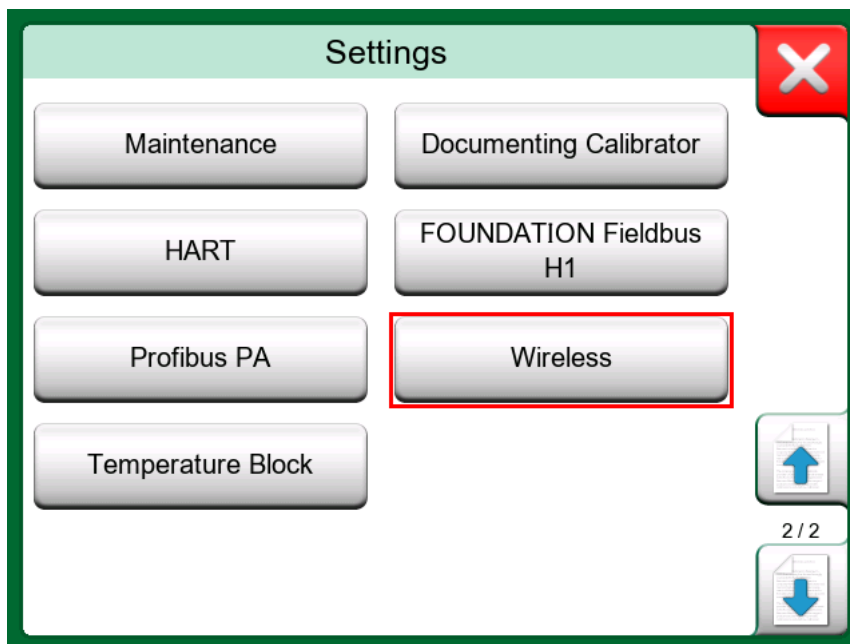 Settings
Maintenance
Documenting Calibrator
HART
FOUNDATION Fieldbus
H1
Profibus PA
Wireless
Temperature Block
2 / 2